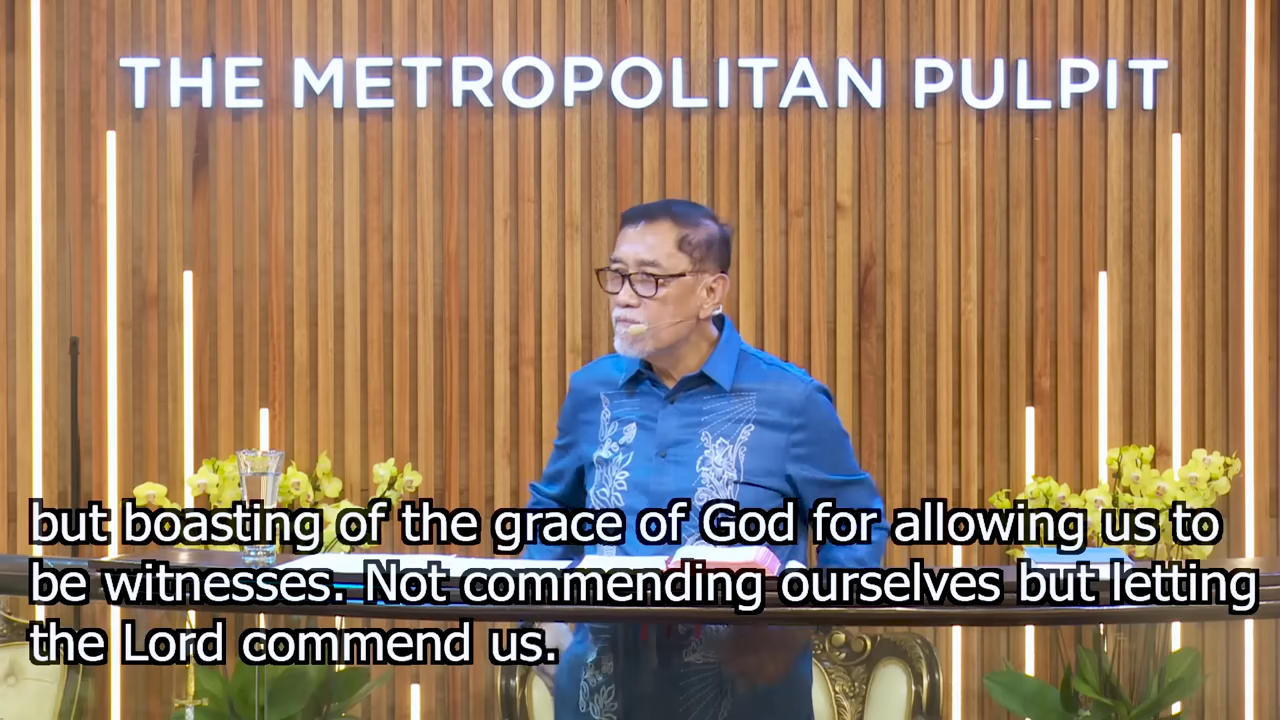 THE METROPOLITAN PULPIT
but boasting of the grace of God for allowing us to
be witnesses. Not commending ourselves but letting
the Lord commend us.